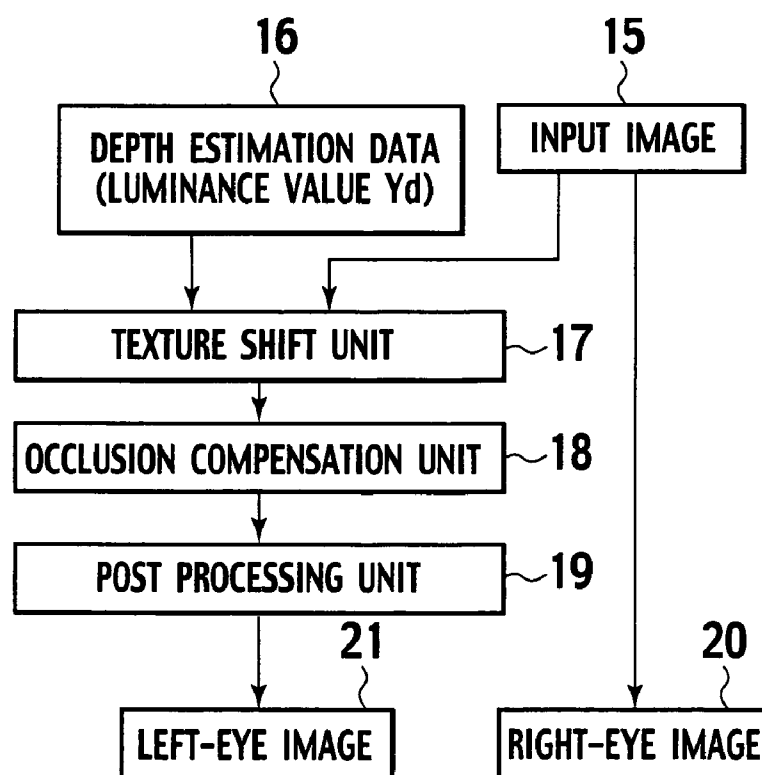 16
15
DEPTH ESTIMATION DATA
(LUMINANCE VALUE Yd)
INPUT IMAGE
TEXTURE SHIFT UNIT
17
OCCLUSION COMPENSATION UNIT
18
POST PROCESSING UNIT
19
21
20
LEFT-EYE IMAGE
RIGHT-EYE IMAGE